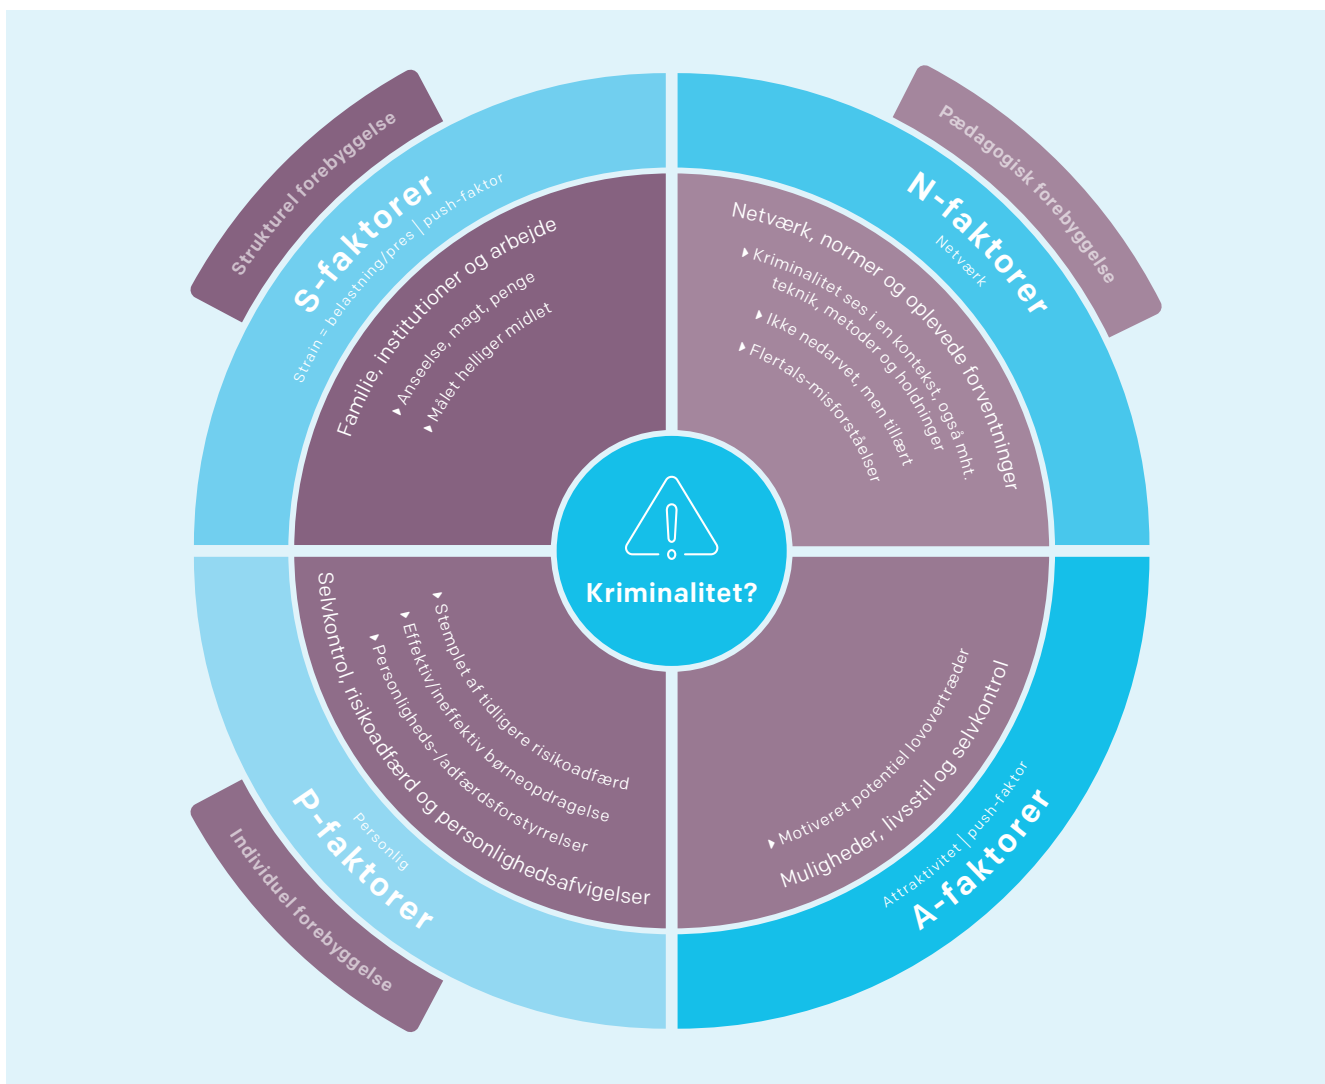 Strukturel forebyggelse
S-faktorer
Strain = belastning/pres | push-faktor
Familie, institutioner og arbejde
Anseelse, magt, penge
Målet helliger midlet
Pædagogisk forebyggelse
N-faktorer
Netværk
Netværk, normer og oplevede forventninger
Kriminalitet ses i en kontekst, også mht.
teknik, metoder og holdninger
Ikke nedarvet, men tillært
Flertals-misforståelser
Kriminalitet?
Stemplet af tidligere risikoadfærd
Effektiv/ineffektiv børneopdragelse
Personligheds-/adfærdsforstyrrelser
Selvkontrol, risikoadfærd og personlighedsafvigelser
Personlig
P-faktorer
Individuel forebyggelse
Motiveret potentiel lovovertræder
Muligheder, livsstil og selvkontrol
Attraktivitet | push-faktor
A-faktorer